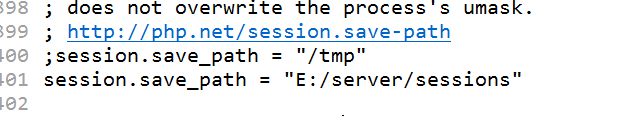 398 ; does not overwrite the process's umask.
399 ; http://php.net/session.save-path
400 ;session.save_path = "/tmp"
401 session.save_path = "E:/server/sessions"
402